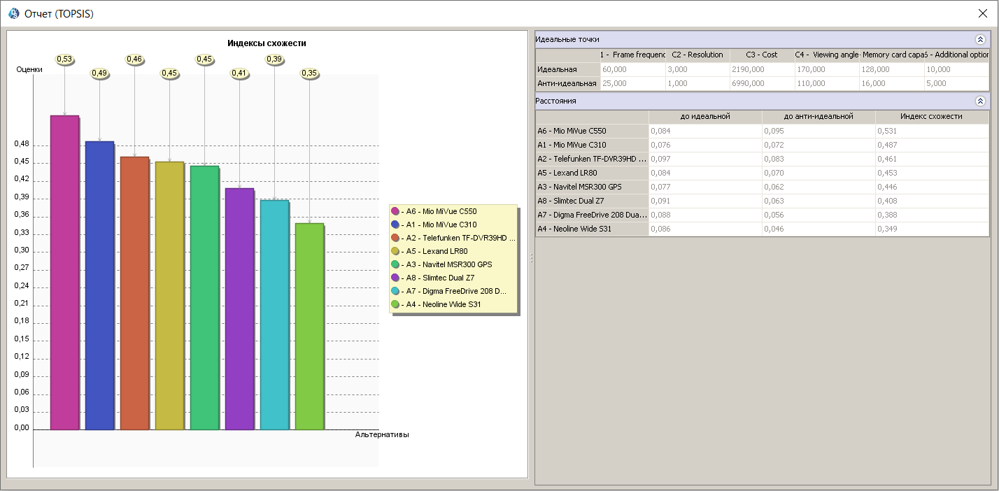 Отчет (TOPSIS)
Индексы схожести
0,53
0,49
0,46
0,45
0,45
0,41
0,39
0,35
Оценки
0,48
0,45
0,42
0,39
0,36
0,33
0,30
0,27
0,24
0,21
0,18
0,15
0,12
0,09
0,06
0,03
0,00
Альтернативы
- A6 - Mio MiVue C550
- A1 - Mio MiVue C310
- A2 - Telefunken TF-DVR39HD ...
- A5 - Lexand LR80
- A3 - Navitel MSR300 GPS
- A8 - Slimtec Dual Z7
- A7 - Digma FreeDrive 208 D...
- A4 - Neoline Wide S31
Идеальные точки
1 - Frame frequenc C2 - Resolution C3 - Cost C4 - Viewing angle - Memory card capa 5 - Additional option
Идеальная 60,000 3,000 2190,000 170,000 128,000 10,000
Анти-идеальная 25,000 1,000 6990,000 110,000 16,000 5,000
Расстояния
до идеальной до анти-идеальной Индекс схожести
A6 - Mio MiVue C550 0,084 0,095 0,531
A1 - Mio MiVue C310 0,076 0,072 0,487
A2 - Telefunken TF-DVR39HD ... 0,097 0,083 0,461
A5 - Lexand LR80 0,084 0,070 0,453
A3 - Navitel MSR300 GPS 0,077 0,062 0,446
A8 - Slimtec Dual Z7 0,091 0,063 0,408
A7 - Digma FreeDrive 208 Dua... 0,088 0,056 0,388
A4 - Neoline Wide S31 0,086 0,046 0,349